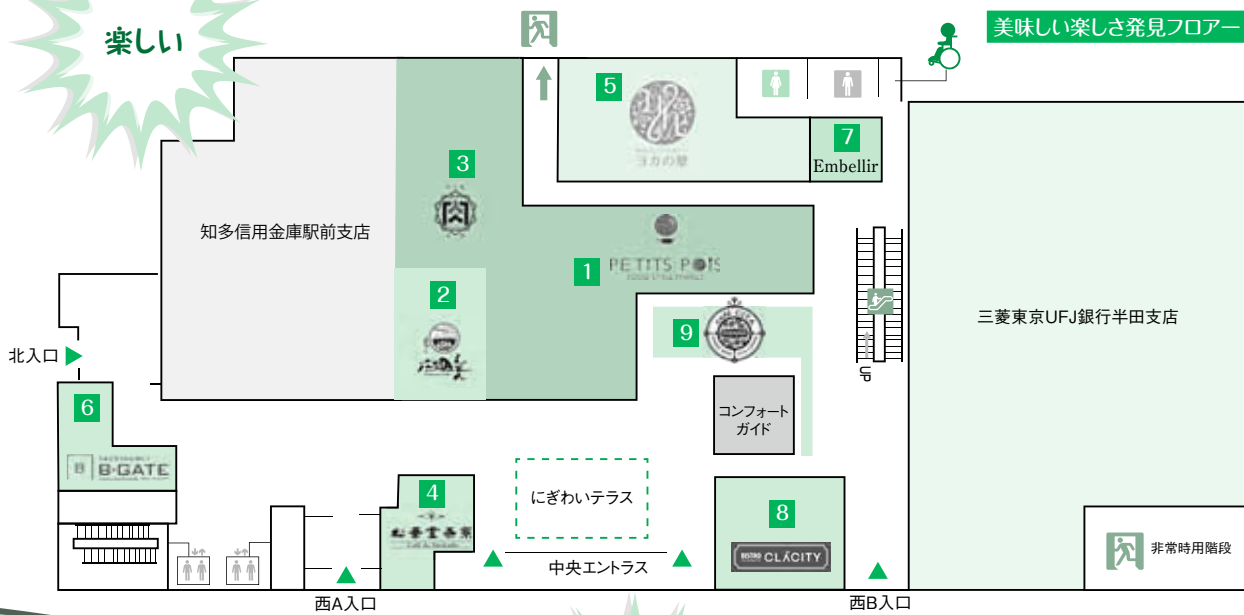 楽しい
美味しい楽しさ発見フロアー
5
ヨガの華
7
Embellir
3
知多信用金庫駅前支店
1
PETITS POIS
2
三菱東京UFJ銀行半田支店
9
北入口
UP
6
コンフォート
ガイド
B B-GATE
4
にぎわいテラス
8
BISTRO CLACITY
中央エントラス
非常時用階段
西A入口
西B入口